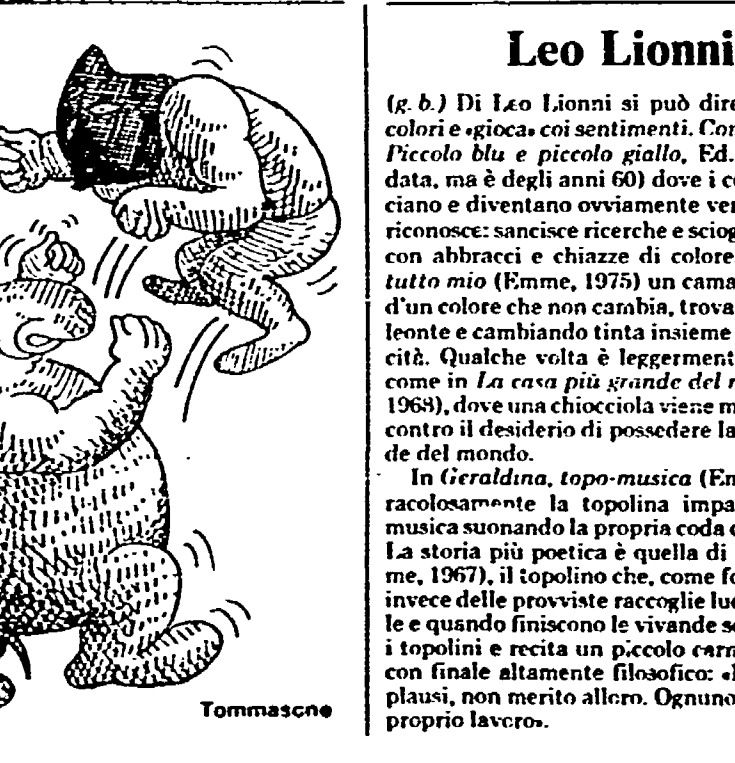 Tommascne
Leo Lionni
(g. b.) Di Leo Lionni si può dire
colori e «gioca» coi sentimenti. Con
Piccolo blu e piccolo giallo, Ed.
data, ma è degli anni 60) dove i c
ciano e diventano ovviamente ver
riconosce: sancisce ricerche e sciog
con abbracci e chiazze di colore
tutto mio (Emme, 1975) un cama
d'un colore che non cambia, trova
leonte e cambiando tinta insieme
cità. Qualche volta è leggerment
come in La casa più grande del
1968), dove una chiocciola viene m
contro il desiderio di possedere la
de del mondo.
In Geraldina, topo-musica (Em
racolosamente la topolina impa
musica suonando la propria coda
La storia più poetica è quella di
me, 1967), il topolino che, come fo
invece delle provviste raccoglie luc
le e quando finiscono le vivande s
i topolini e recita un piccolo carm
con finale altamente filosofico:
plausi, non merito alloro. Ognuno
proprio lavoro».